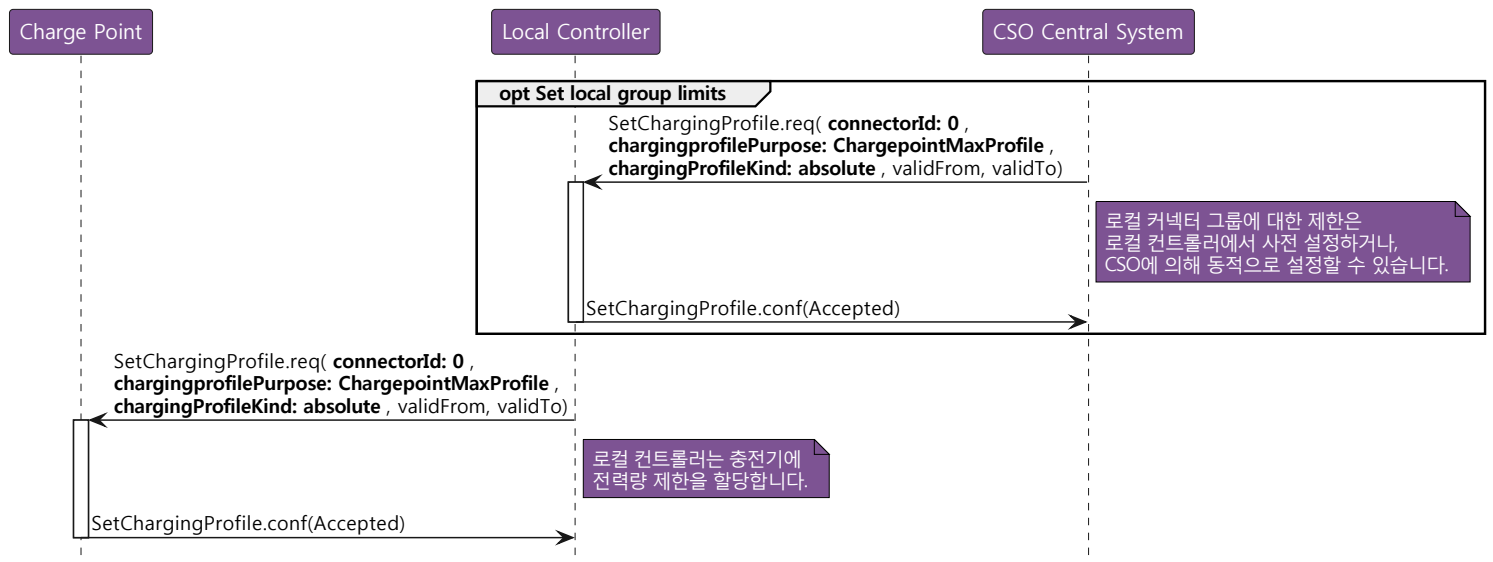 Charge Point
Local Controller
CSO Central System
opt Set local group limits
SetChargingProfile.req( connectorId: 0 ,
chargingprofilePurpose: ChargepointMaxProfile ,
chargingProfileKind: absolute , validFrom, validTo)
로컬 커넥터 그룹에 대한 제한은
로컬 컨트롤러에서 사전 설정하거나,
CSO에 의해 동적으로 설정할 수 있습니다.
SetChargingProfile.conf(Accepted)
SetChargingProfile.req( connectorId: 0 ,
chargingprofilePurpose: ChargepointMaxProfile ,
chargingProfileKind: absolute , validFrom, validTo)
로컬 컨트롤러는 충전기에
전력량 제한을 할당합니다.
SetChargingProfile.conf(Accepted)